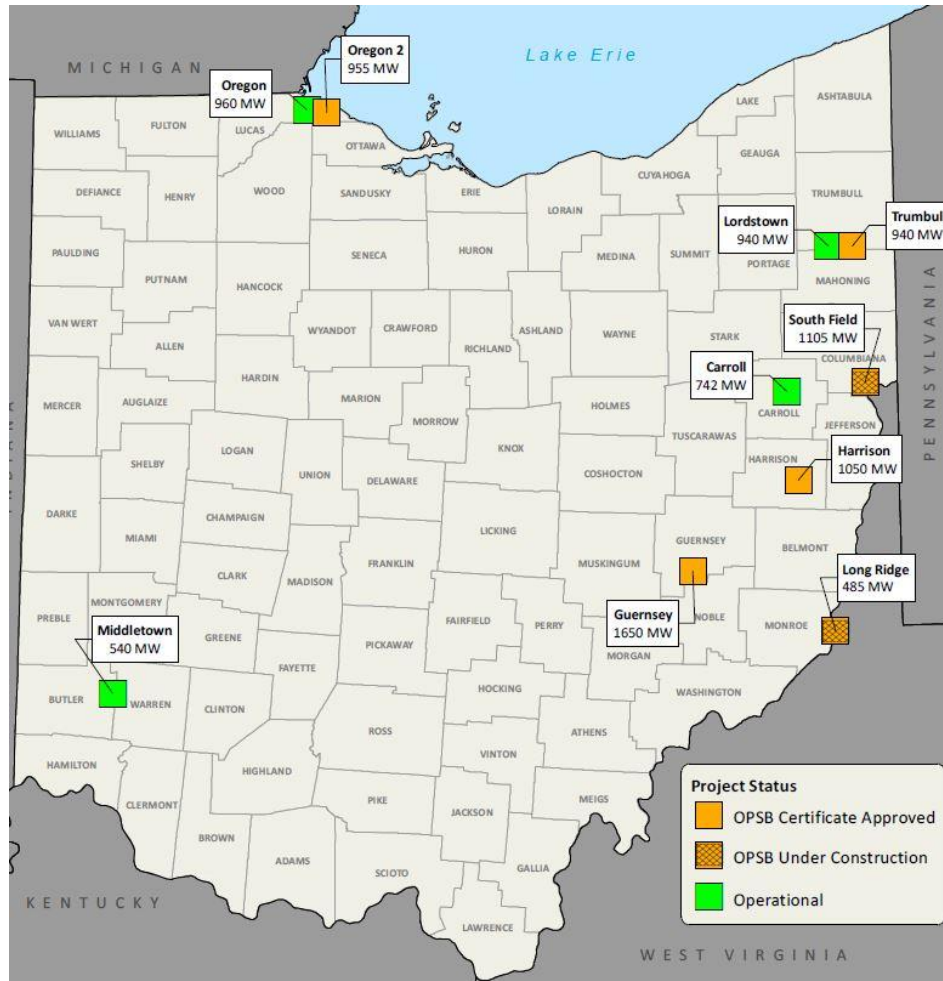 Lake Erie
MICHIGAN
Oregon
960 MW
Oregon 2
955 MW
WILLIAMS
FULTON
LUCAS
OTTAWA
LAKE
ASHTABULA
GEAUGA
CUYAHOGA
TRUMBULL
DEFIANCE
HENRY
WOOD
SANDUSKY
ERIE
LORAIN
Lordstown
940 MW
Trumbul
940 MW
PAULDING
PUTNAM
HANCOCK
SENECA
HURON
MEDINA
SUMMIT
PORTAGE
MAHONING
VAN WERT
ALLEN
WYANDOT
CRAWFORD
RICHLAND
ASHLAND
WAYNE
STARK
South Field
1105 MW
COLUMBIANA
PENNSYLVANIA
Carroll
742 MW
CARROLL
MERCER
AUGLAIZE
HARDIN
MARION
MORROW
HOLMES
TUSCARAWAS
JEFFERSON
HARRISON
Harrison
1050 MW
SHELBY
LOGAN
UNION
DELAWARE
KNOX
COSHOCTON
DARKE
MIAMI
CHAMPAIGN
LICKING
MUSKINGUM
GUERNSEY
BELMONT
CLARK
MADISON
FRANKLIN
Long Ridge
485 MW
PREBLE
MONTGOMERY
GREENE
FAYETTE
PICKAWAY
FAIRFIELD
PERRY
MORGAN
NOBLE
MONROE
Guernsey
1650 MW
Middletown
540 MW
BUTLER
WARREN
CLINTON
ROSS
HOCKING
ATHENS
WASHINGTON
HAMILTON
CLERMONT
HIGHLAND
PIKE
VINTON
JACKSON
MEIGS
BROWN
ADAMS
SCIOTO
GALLIA
LAWRENCE
KENTUCKY
WEST VIRGINIA
Project Status
OPSB Certificate Approved
OPSB Under Construction
Operational